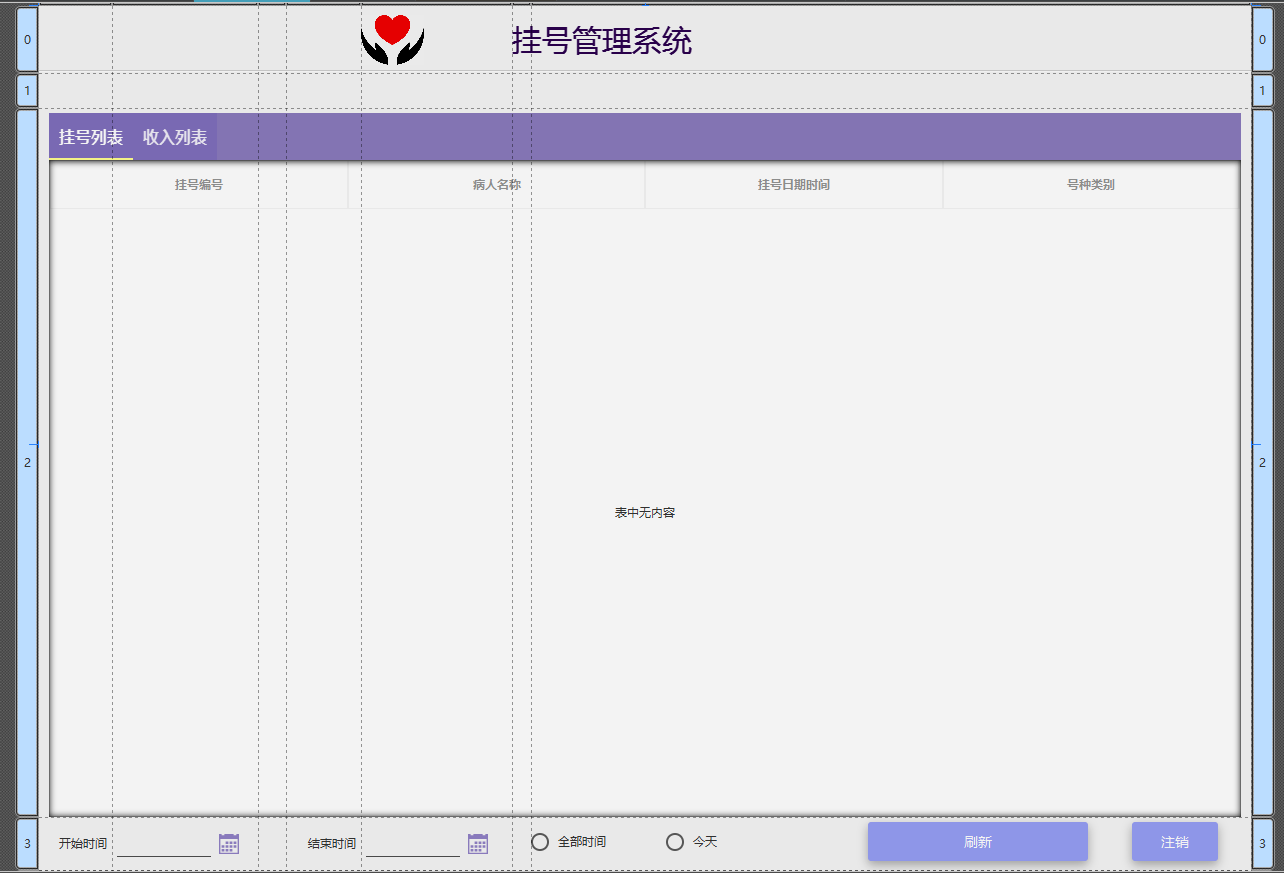 0 挂号管理系统 0
1 1
挂号列表 收入列表
挂号编号 病人名称 挂号日期时间 号种类别
2 2
表中无内容
3 开始时间 结束时间 全部时间 今天 刷新 注销 3